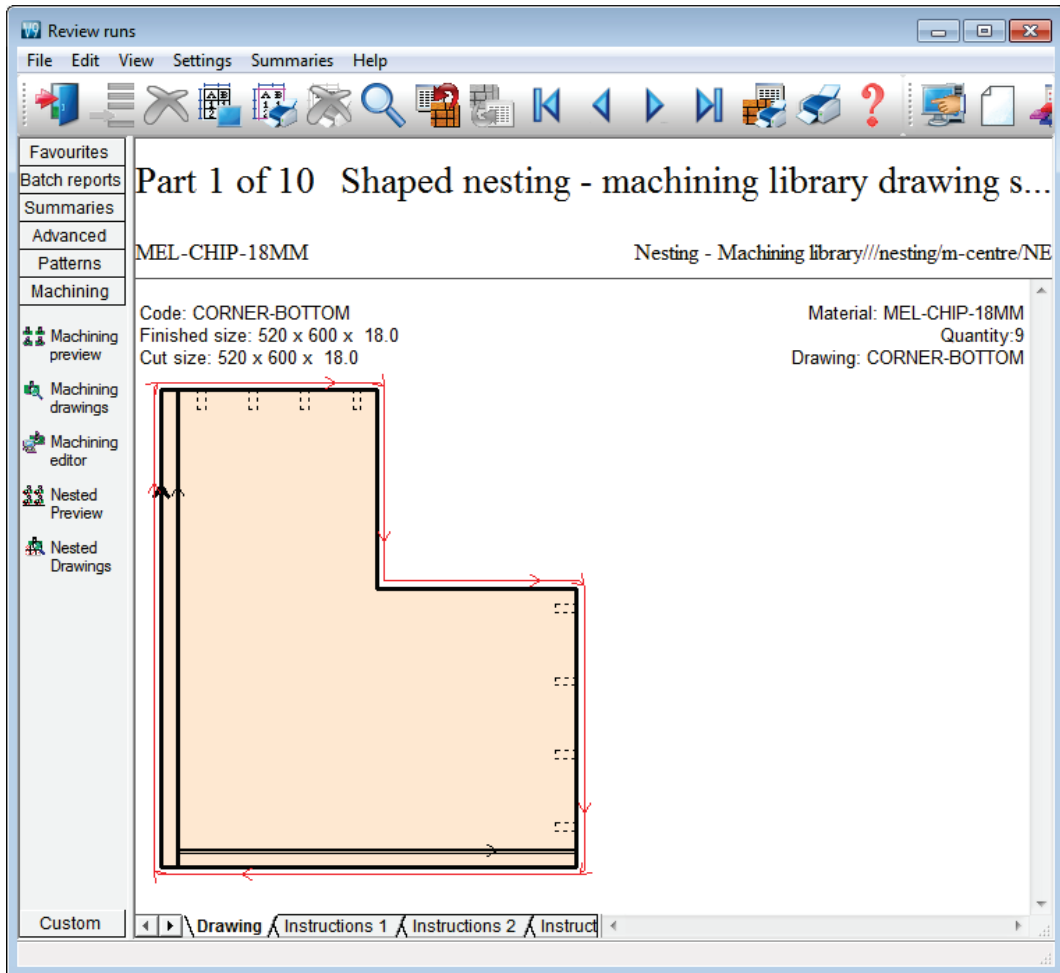 Review runs
File Edit View Settings Summaries Help
Favourites
Batch reports
Summaries
Advanced
Patterns
Machining
Machining
preview
Machining
drawings
Machining
editor
Nested
Preview
Nested
Drawings
Custom
Part 1 of 10 Shaped nesting - machining library drawing s...
MEL-CHIP-18MM Nesting - Machining library///nesting/m-centre/NE
Code: CORNER-BOTTOM Material: MEL-CHIP-18MM
Finished size: 520 x 600 x 18.0 Quantity:9
Cut size: 520 x 600 x 18.0 Drawing: CORNER-BOTTOM
Drawing Instructions 1 Instructions 2 Instruct